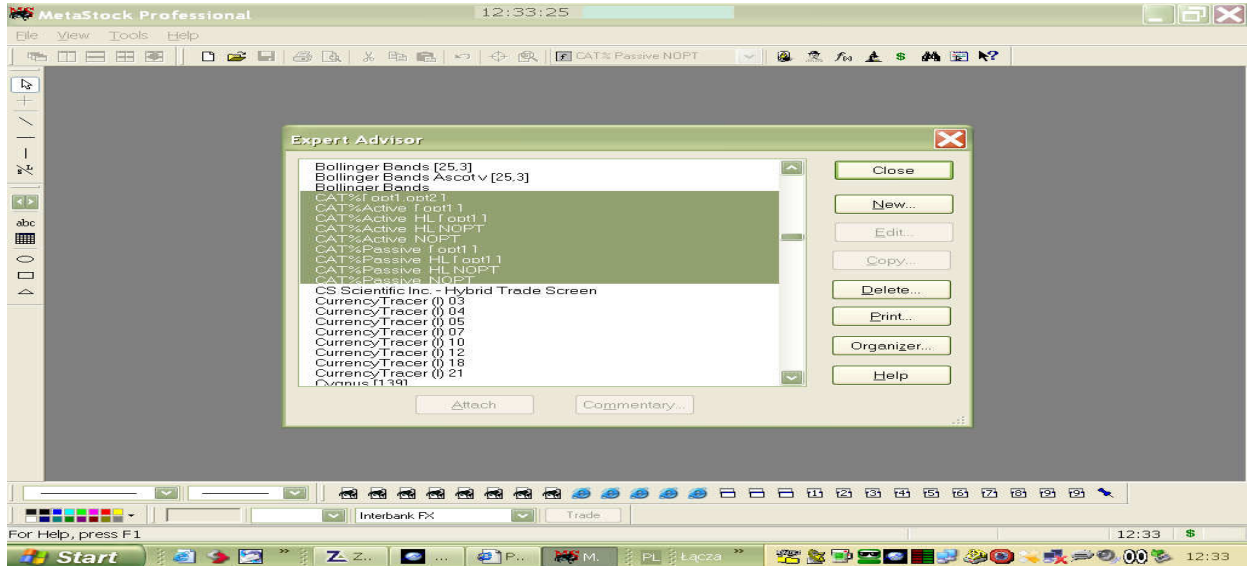 MetaStock Professional
12:33:25
File View Tools Help
CAT% Passive NOPT
Expert Advisor
Bollinger Bands [25,3]
Bollinger Bands Ascot v [25,3]
Bollinger Bands
CAT%[opt1,opt2]
CAT%Active [opt1]
CAT%Active HL [opt1]
CAT%Active HL NOPT
CAT%Active NOPT
CAT%Passive [opt1]
CAT%Passive HL [opt1]
CAT%Passive HL NOPT
CAT%Passive NOPT
CS Scientific Inc. - Hybrid Trade Screen
CurrencyTracer (I) 03
CurrencyTracer (I) 04
CurrencyTracer (I) 05
CurrencyTracer (I) 07
CurrencyTracer (I) 10
CurrencyTracer (I) 12
CurrencyTracer (I) 18
CurrencyTracer (I) 21
Cygnus [139]
Close
New...
Edit...
Copy...
Delete...
Print...
Organizer...
Help
Attach
Commentary...
abc
Interbank FX
Trade
For Help, press F1
12:33 $
Start
Z..
...
P..
M.
PL
Łącza
12:33